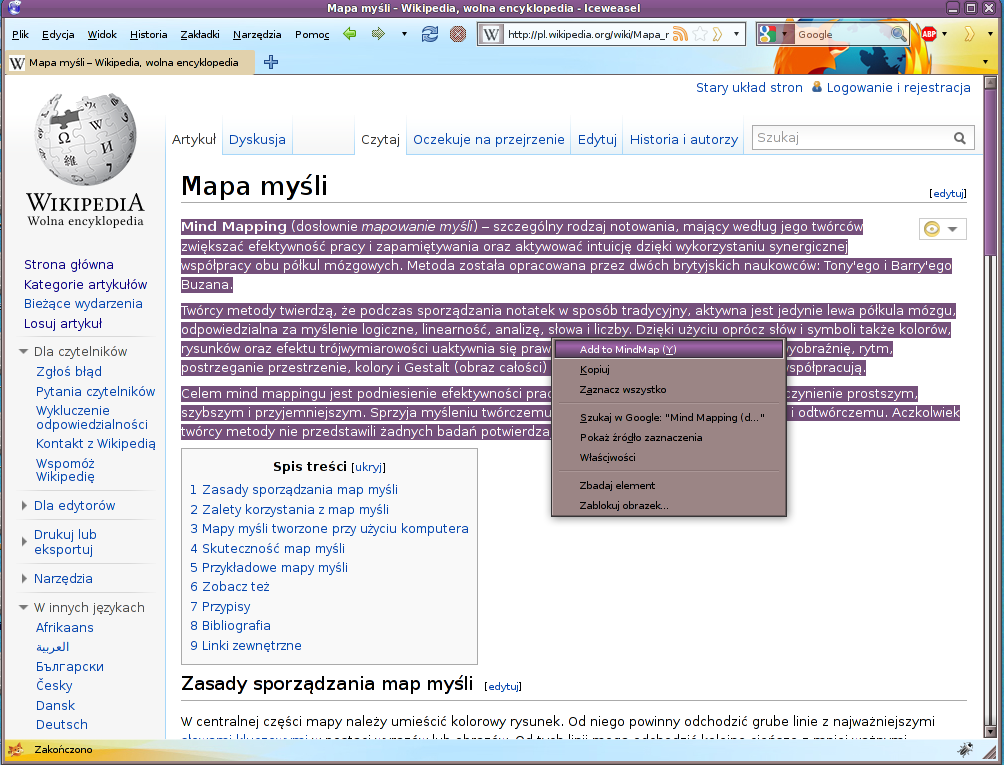 Mapa myśli - Wikipedia, wolna encyklopedia - Iceweasel
Plik Edycja Widok Historia Zakładki Narzędzia Pomoc http://pl.wikipedia.org/wiki/Mapa_r Google ABP
W Mapa myśli – Wikipedia, wolna encyklopedia
Stary układ stron Logowanie i rejestracja
Artykuł Dyskusja Czytaj Oczekuje na przejrzenie Edytuj Historia i autorzy Szukaj
WIKIPEDIA
Wolna encyklopedia
Strona główna
Kategorie artykułów
Bieżące wydarzenia
Losuj artykuł
Dla czytelników
Zgłoś błąd
Pytania czytelników
Wykluczenie
odpowiedzialności
Kontakt z Wikipedią
Wspomóż
Wikipedię
Dla edytorów
Drukuj lub
eksportuj
Narzędzia
W innych językach
Afrikaans
العربية
Български
Česky
Dansk
Deutsch
Mapa myśli [edytuj]
Mind Mapping (dosłownie mapowanie myśli) – szczególny rodzaj notowania, mający według jego twórców
zwiększać efektywność pracy i zapamiętywania oraz aktywować intuicję dzięki wykorzystaniu synergicznej
współpracy obu półkul mózgowych. Metoda została opracowana przez dwóch brytyjskich naukowców: Tony'ego i Barry'ego
Buzana.
Twórcy metody twierdzą, że podczas sporządzania notatek w sposób tradycyjny, aktywna jest jedynie lewa półkula mózgu,
odpowiedzialna za myślenie logiczne, linearność, analizę, słowa i liczby. Dzięki użyciu oprócz słów i symboli także kolorów,
rysunków oraz efektu trójwymiarowości uaktywnia się praw yobraźnię, rytm,
postrzeganie przestrzenie, kolory i Gestalt (obraz całości) spółpracują.
Celem mind mappingu jest podniesienie efektywności prac czynienie prostszym,
szybszym i przyjemniejszym. Sprzyja myśleniu twórczemu i odtwórczemu. Aczkolwiek
twórcy metody nie przedstawili żadnych badań potwierdza
Add to MindMap (Y)
Kopiuj
Zaznacz wszystko
Szukaj w Google: "Mind Mapping (d..."
Pokaż źródło zaznaczenia
Właściwości
Zbadaj element
Zablokuj obrazek...
Spis treści [ukryj]
1 Zasady sporządzania map myśli
2 Zalety korzystania z map myśli
3 Mapy myśli tworzone przy użyciu komputera
4 Skuteczność map myśli
5 Przykładowe mapy myśli
6 Zobacz też
7 Przypisy
8 Bibliografia
9 Linki zewnętrzne
Zasady sporządzania map myśli [edytuj]
W centralnej części mapy należy umieścić kolorowy rysunek. Od niego powinny odchodzić grube linie z najważniejszymi
Zakończono